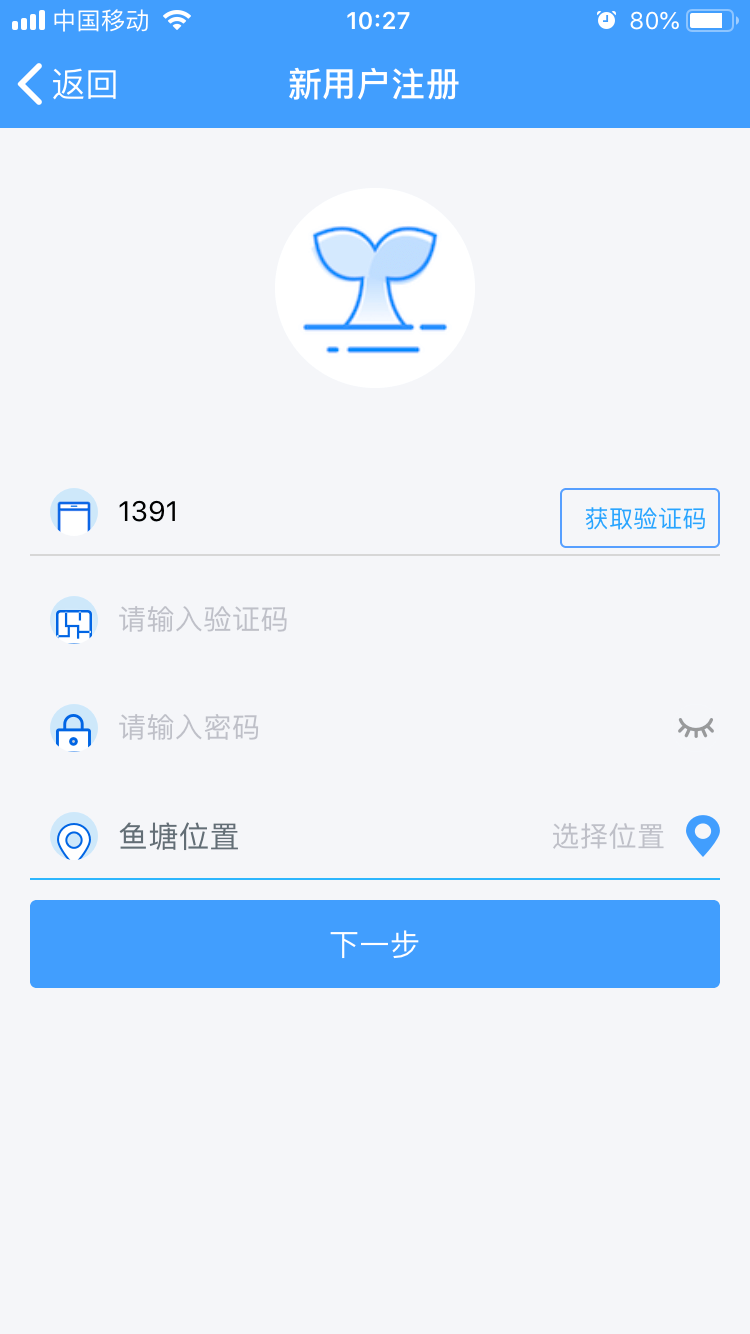 中国移动 10:27 80%
返回 新用户注册
1391 获取验证码
请输入验证码
请输入密码
鱼塘位置 选择位置
下一步